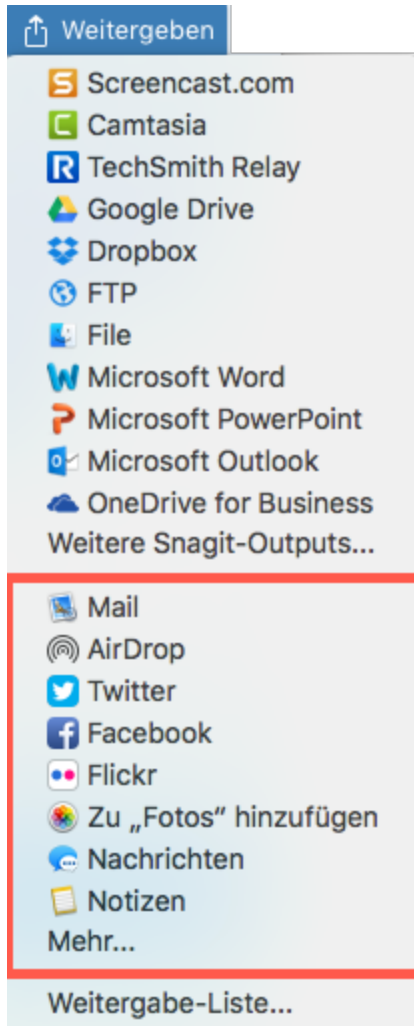 Weitergeben
Screencast.com
Camtasia
TechSmith Relay
Google Drive
Dropbox
FTP
File
Microsoft Word
Microsoft PowerPoint
Microsoft Outlook
OneDrive for Business
Weitere Snagit-Outputs...
Mail
AirDrop
Twitter
Facebook
Flickr
Zu „Fotos“ hinzufügen
Nachrichten
Notizen
Mehr...
Weitergabe-Liste...